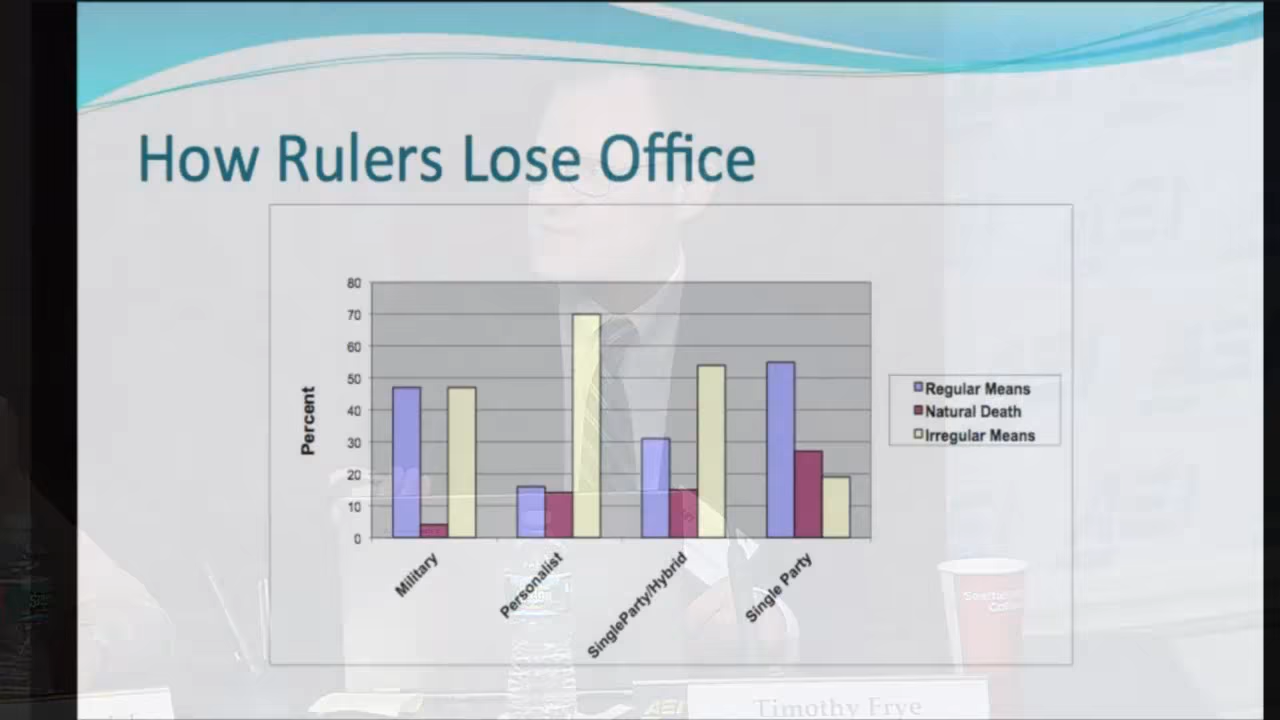 How Rulers Lose Office
80
70
60
50
40
30
20
10
0
Percent
Military
Personalist
SingleParty/Hybrid
Single Party
Regular Means
Natural Death
Irregular Means
Timothy Frye